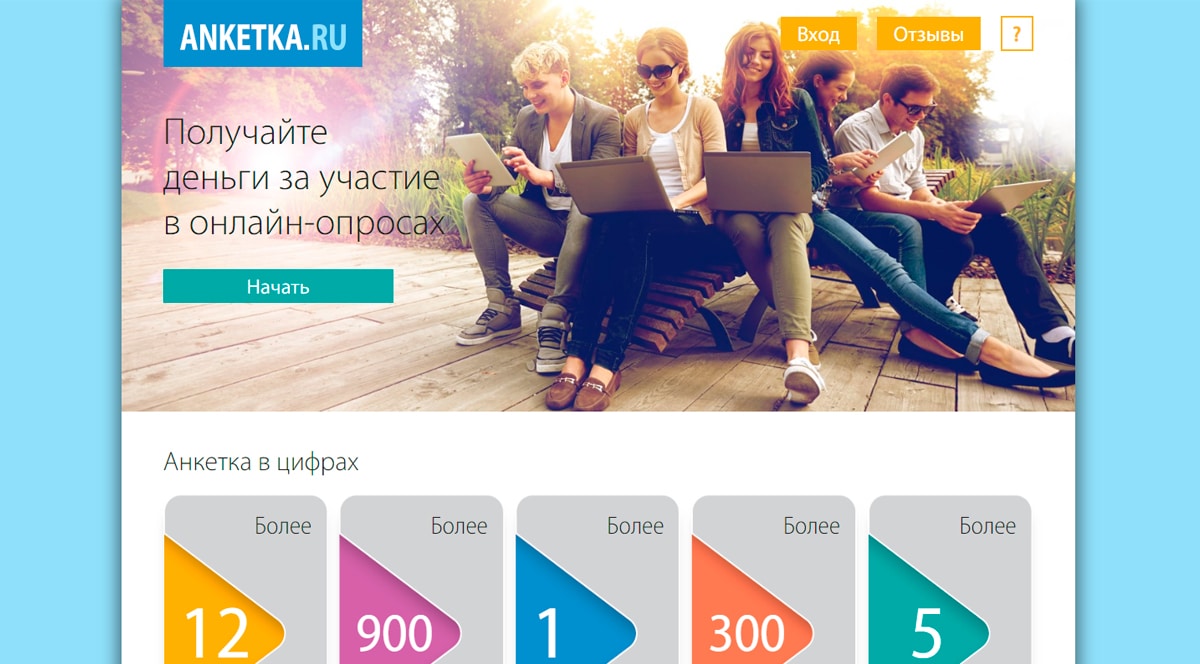 ANKETKA.RU
Вход
Отзывы
?
Получайте
деньги за участие
в онлайн-опросах
Начать
Анкетка в цифрах
Более
Более
Более
Более
Более
12
900
1
300
5